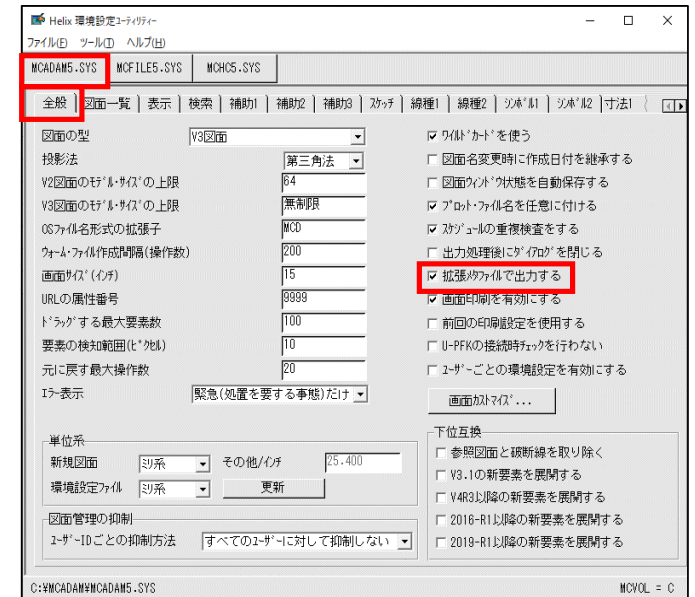 Helix 環境設定ﾕｰﾃｨﾘﾃｨｰ
ﾌｧｲﾙ(F) ﾂｰﾙ(T) ﾍﾙﾌﾟ(H)
MCADAM5.SYS MCFILE5.SYS MCHC5.SYS
全般 図面一覧 表示 検索 補助1 補助2 補助3 ｽｹｯﾁ 線種1 線種2 ｼﾝﾎﾞﾙ1 ｼﾝﾎﾞﾙ2 寸法1
図面の型 V3図面
投影法 第三角法
V2図面のﾓﾃﾞﾙ･ｻｲｽﾞの上限 64
V3図面のﾓﾃﾞﾙ･ｻｲｽﾞの上限 無制限
OSﾌｧｲﾙ名形式の拡張子 MCD
ｳｫｰﾑ･ﾌｧｲﾙ作成間隔(操作数) 200
画面ｻｲｽﾞ(ｲﾝﾁ) 15
URLの属性番号 9999
ﾄﾞﾗｯｸﾞする最大要素数 100
要素の検知範囲(ﾋﾟｸｾﾙ) 10
元に戻す最大操作数 20
ｴﾗｰ表示 緊急(処置を要する事態)だけ
ﾜｲﾙﾄﾞｶｰﾄﾞを使う
図面名変更時に作成日付を継承する
図面ｳｨﾝﾄﾞｳ状態を自動保存する
ﾌﾟﾛｯﾄ･ﾌｧｲﾙ名を任意に付ける
ｽｹｼﾞｭｰﾙの重複検査をする
出力処理後にﾀﾞｲｱﾛｸﾞを閉じる
拡張ﾒﾀﾌｧｲﾙで出力する
画面印刷を有効にする
前回の印刷設定を使用する
U-PFKの接続時ﾁｪｯｸを行わない
ﾕｰｻﾞｰごとの環境設定を有効にする
画面ｶｽﾀﾏｲｽﾞ...
単位系
新規図面 ﾐﾘ系 その他/ｲﾝﾁ 25.400
環境設定ﾌｧｲﾙ ﾐﾘ系 更新
図面管理の抑制
ﾕｰｻﾞｰIDごとの抑制方法 すべてのﾕｰｻﾞｰに対して抑制しない
下位互換
参照図面と破断線を取り除く
V3.1の新要素を展開する
V4R3以降の新要素を展開する
2016-R1以降の新要素を展開する
2019-R1以降の新要素を展開する
C:¥MCADAM¥MCADAM5.SYS MCVOL = C